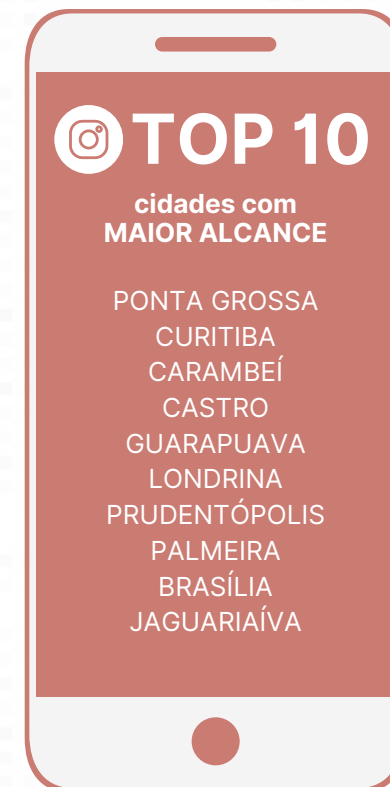 TOP 10
cidades com
MAIOR ALCANCE
PONTA GROSSA
CURITIBA
CARAMBEÍ
CASTRO
GUARAPUAVA
LONDRINA
PRUDENTÓPOLIS
PALMEIRA
BRASÍLIA
JAGUARIAÍVA